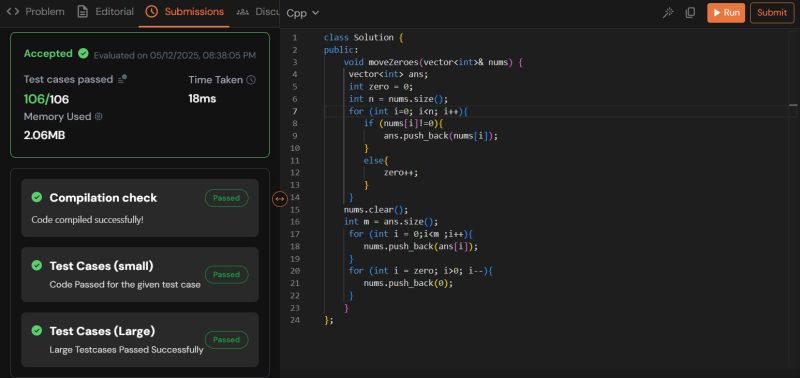 <> Problem Editorial Submissions Discu
Accepted Evaluated on 05/12/2025, 08:38:05 PM
Test cases passed Time Taken
106/106 18ms
Memory Used
2.06MB
Compilation check Passed
Code compiled successfully!
Test Cases (small) Passed
Code Passed for the given test case
Test Cases (Large) Passed
Large Testcases Passed Successfully
Cpp Run Submit
1 class Solution {
2 public:
3 void moveZeroes(vector<int>& nums) {
4 vector<int> ans;
5 int zero = 0;
6 int n = nums.size();
7 for (int i=0; i<n; i++){
8 if (nums[i]!=0){
9 ans.push_back(nums[i]);
10 }
11 else{
12 zero++;
13 }
14 }
15 nums.clear();
16 int m = ans.size();
17 for (int i = 0;i<m ;i++){
18 nums.push_back(ans[i]);
19 }
20 for (int i = zero; i>0; i--){
21 nums.push_back(0);
22 }
23 }
24 };